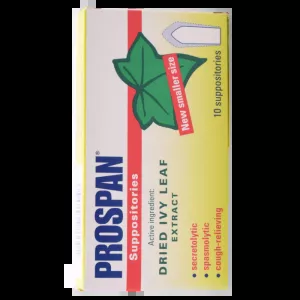 PROSPAN®
Suppositories
Active ingredient:
DRIED IVY LEAF
EXTRACT
• secretolytic
• spasmolytic
• cough-relieving
New smaller size
10 suppositories